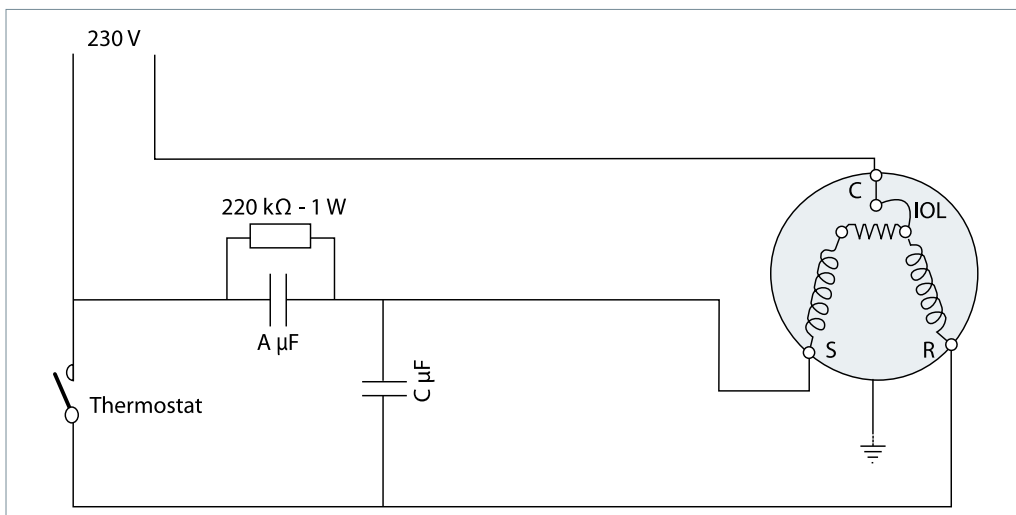 230 V
C
IOL
220 kΩ - 1 W
A µF
S
R
C µF
Thermostat